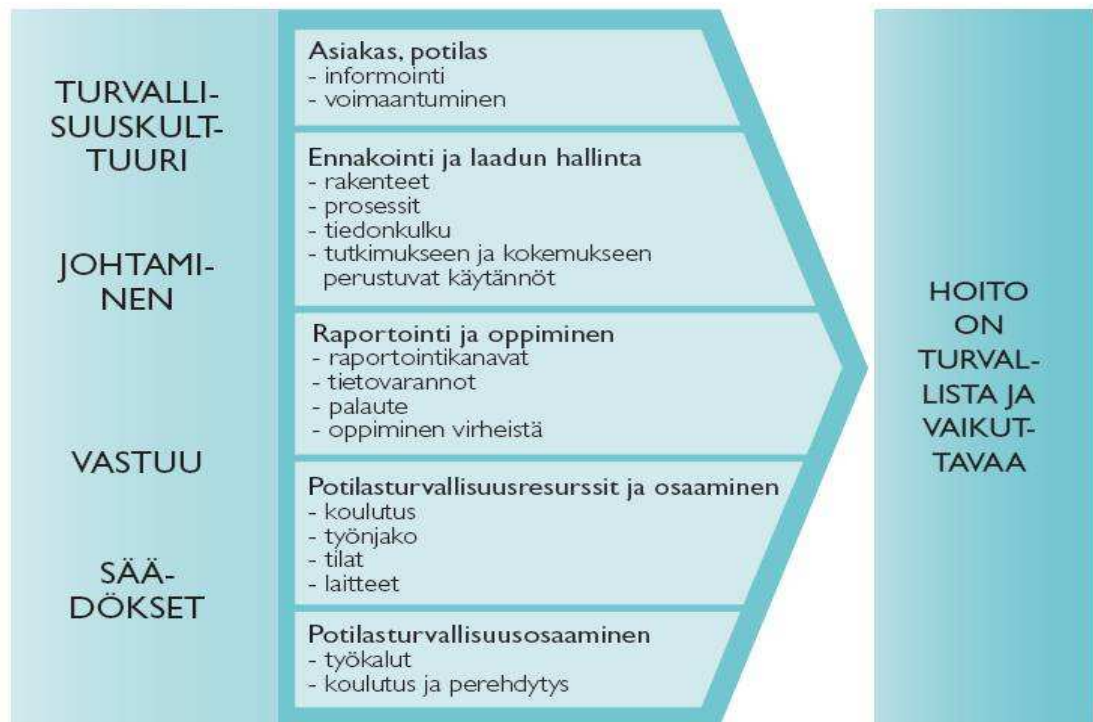 TURVALLI-
SUUSKULT-
TUURI
JOHTAMI-
NEN
VASTUU
SÄÄ-
DÖKSET
Asiakas, potilas
- informointi
- voimaantuminen
Ennakointi ja laadun hallinta
- rakenteet
- prosessit
- tiedonkulku
- tutkimukseen ja kokemukseen
perustuvat käytännöt
Raportointi ja oppiminen
- raportointikanavat
- tietovarannot
- palaute
- oppiminen virheistä
Potilasturvallisuusresurssit ja osaaminen
- koulutus
- työnjako
- tilat
- laitteet
Potilasturvallisuusosaaminen
- työkalut
- koulutus ja perehdytys
HOITO
ON
TURVAL-
LISTA JA
VAIKUT-
TAVAA